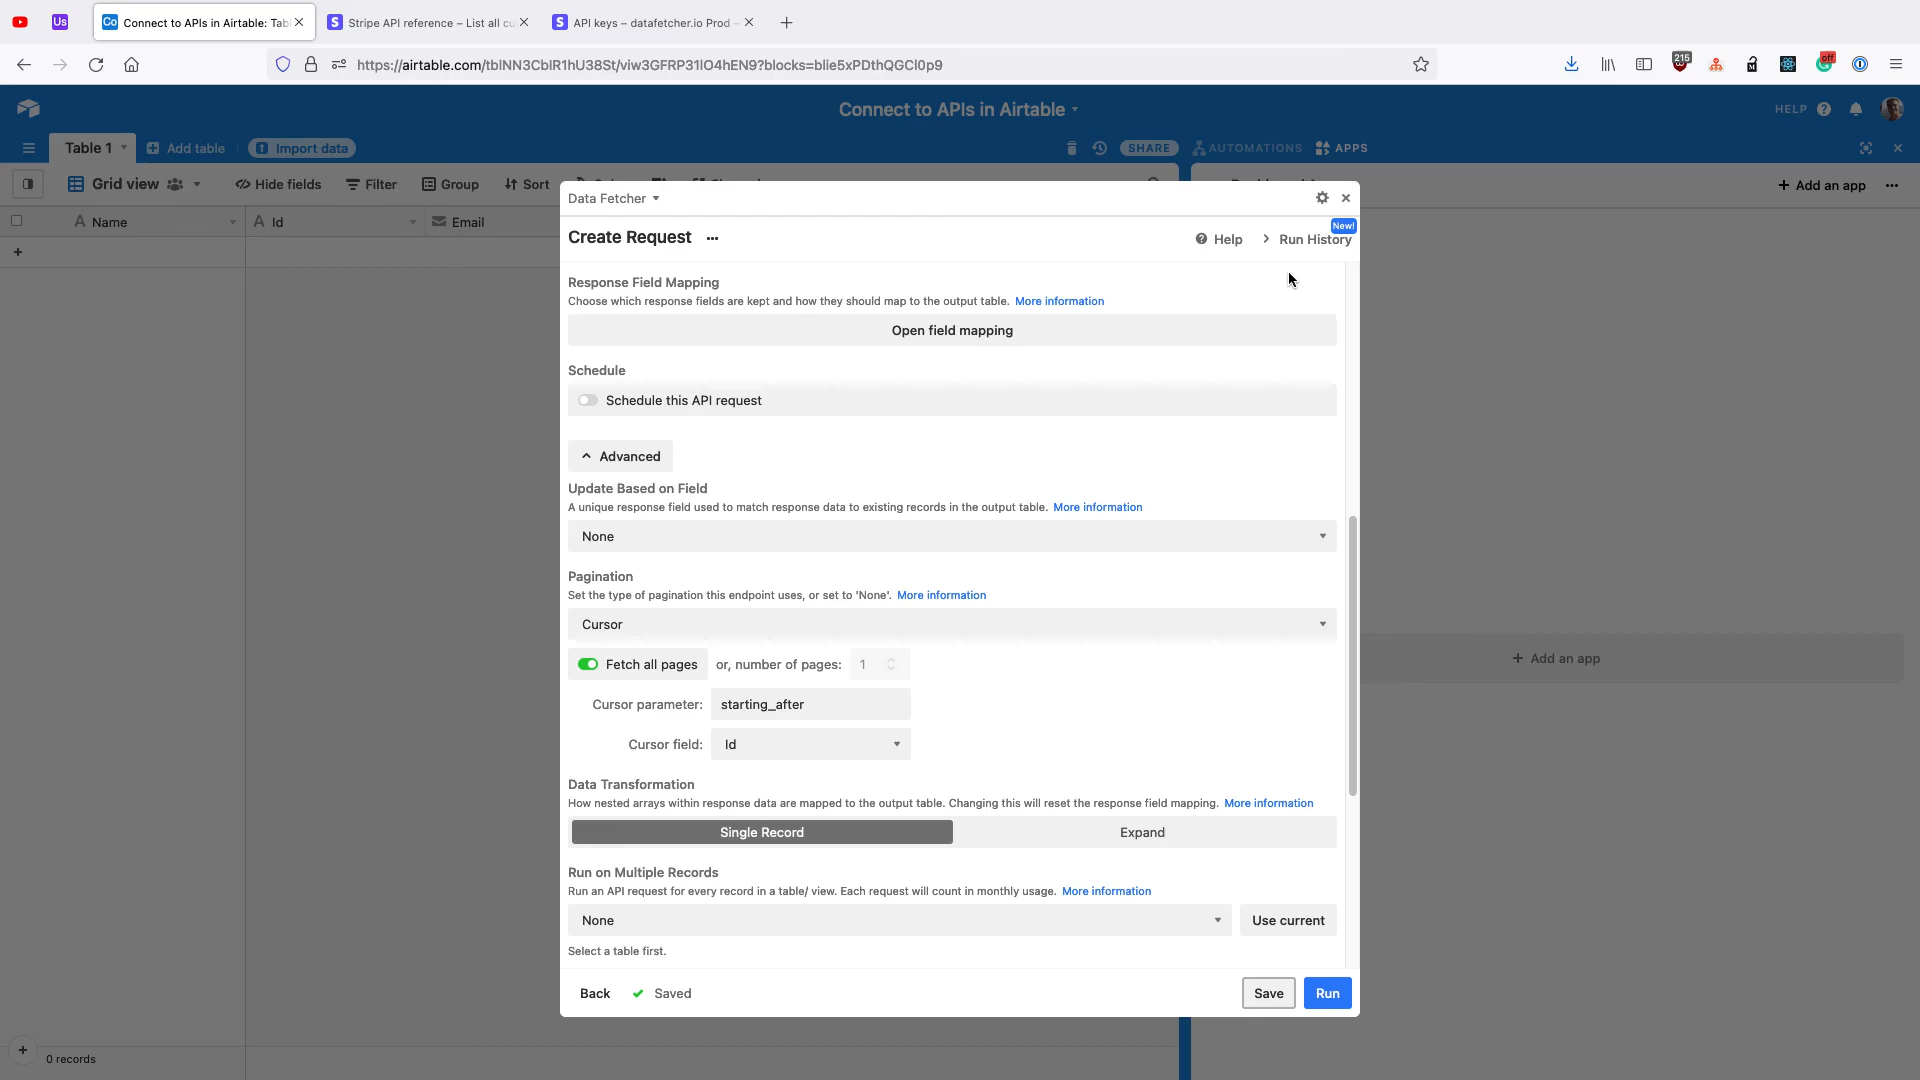 Us
Co Connect to APIs in Airtable: Tabl
S Stripe API reference – List all cu
S API keys – datafetcher.io Prod –
https://airtable.com/tblNN3CblR1hU38St/viw3GFRP31lO4hEN9?blocks=blie5xPDthQGCl0p9
215
off
Connect to APIs in Airtable
HELP
Table 1
Add table
Import data
SHARE
AUTOMATIONS
APPS
Grid view
Hide fields
Filter
Group
Sort
Add an app
Name
Id
Email
Data Fetcher
Create Request
Help
Run History
New!
Response Field Mapping
Choose which response fields are kept and how they should map to the output table. More information
Open field mapping
Schedule
Schedule this API request
Advanced
Update Based on Field
A unique response field used to match response data to existing records in the output table. More information
None
Pagination
Set the type of pagination this endpoint uses, or set to 'None'. More information
Cursor
Fetch all pages or, number of pages: 1
Cursor parameter: starting_after
Cursor field: Id
Data Transformation
How nested arrays within response data are mapped to the output table. Changing this will reset the response field mapping. More information
Single Record Expand
Run on Multiple Records
Run an API request for every record in a table/ view. Each request will count in monthly usage. More information
None
Use current
Select a table first.
Back
Saved
Save
Run
Add an app
0 records